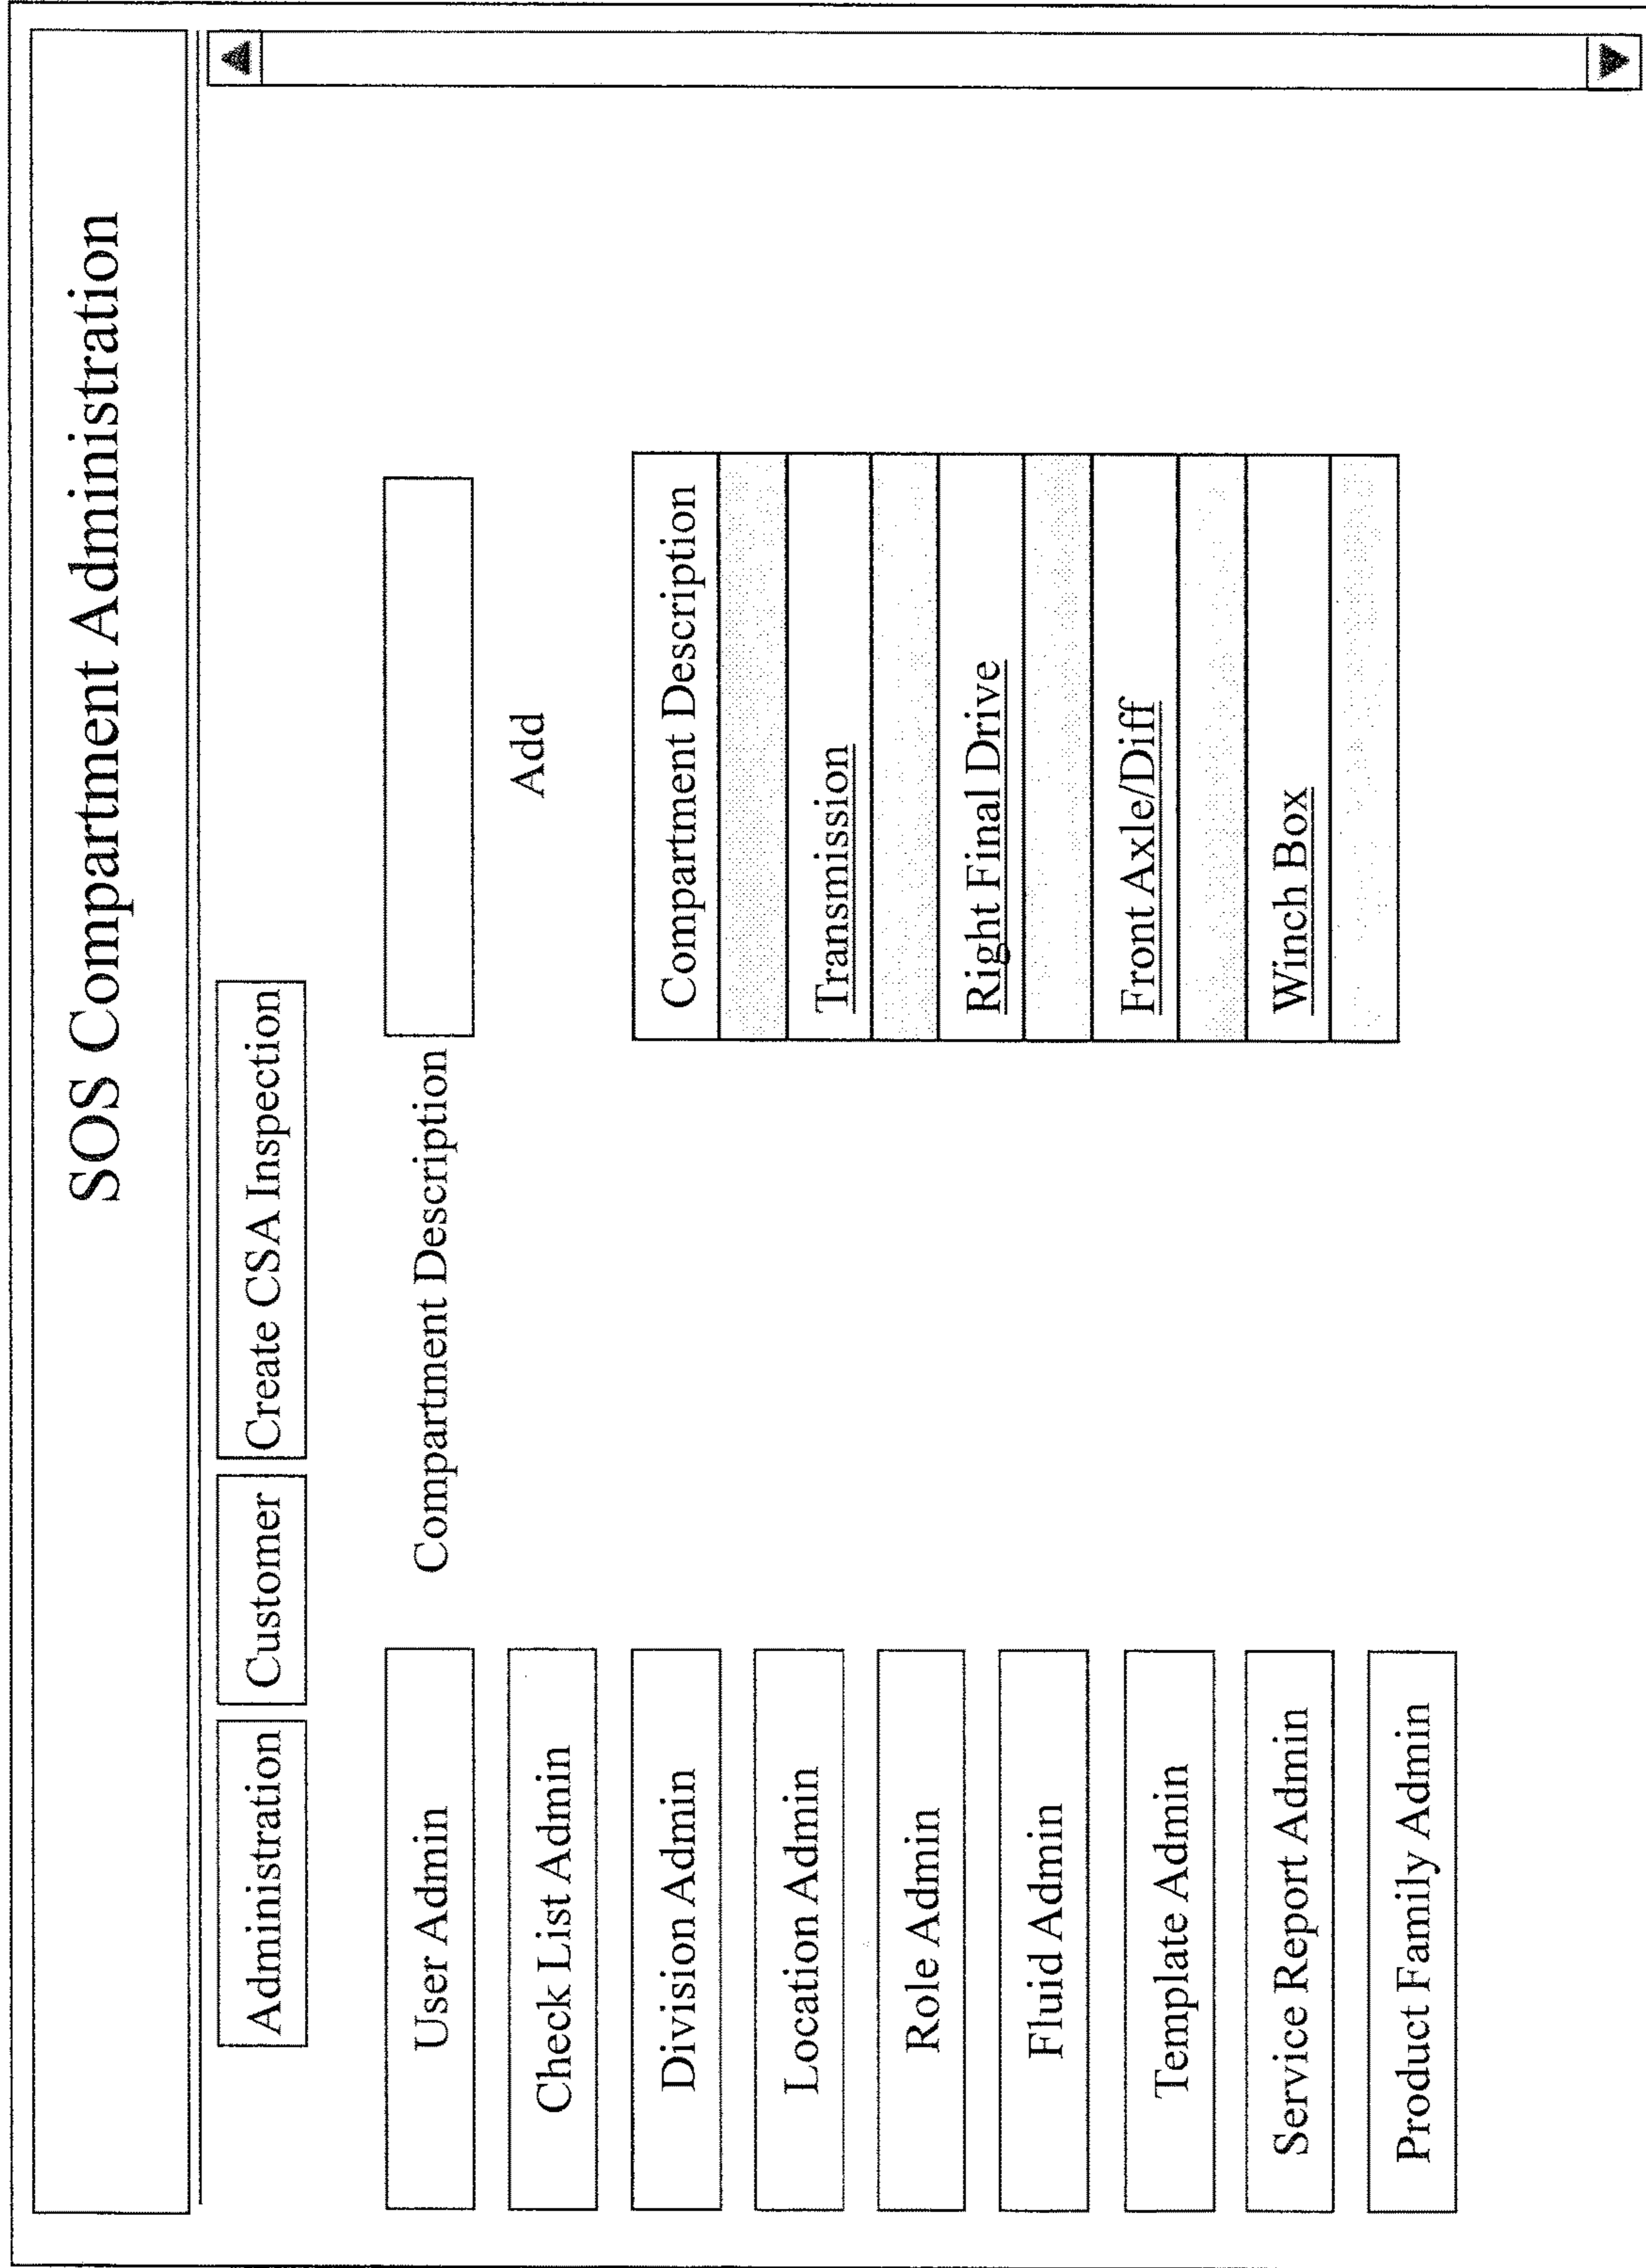 SOS Compartment Administration
Administration
Customer
Create CSA Inspection
User Admin
Check List Admin
Division Admin
Location Admin
Role Admin
Fluid Admin
Template Admin
Service Report Admin
Product Family Admin
Compartment Description
Add
Compartment Description
Transmission
Right Final Drive
Front Axle/Diff
Winch Box